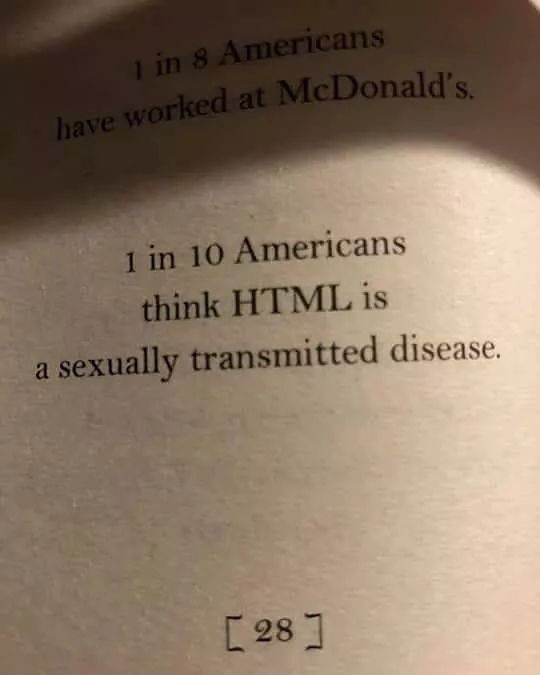 1 in 8 Americans
have worked at McDonald's.
1 in 10 Americans
think HTML is
a sexually transmitted disease.
[ 28 ]